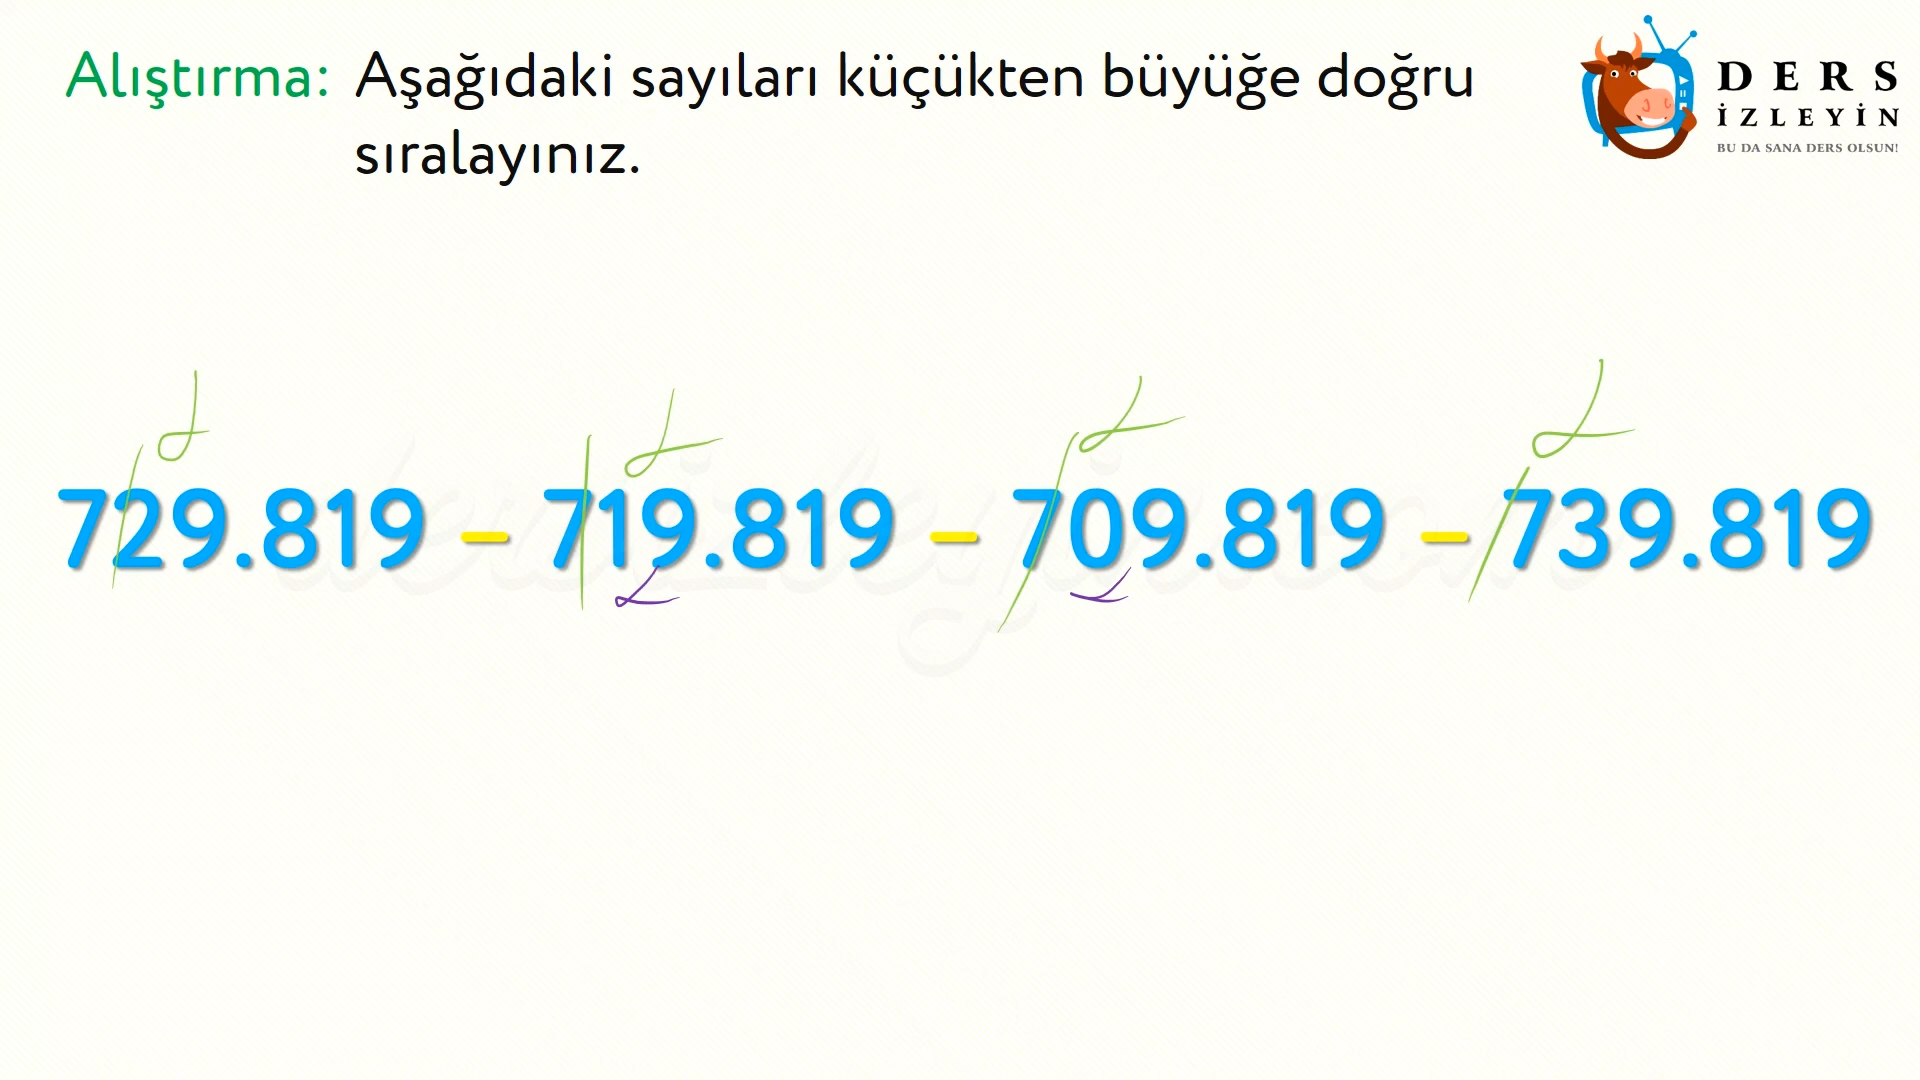 Alıştırma: Aşağıdaki sayıları küçükten büyüğe doğru
sıralayınız.
DERS
İZLEYİN
BU DA SANA DERS OLSUN!
729.819 – 719.819 – 709.819 – 739.819